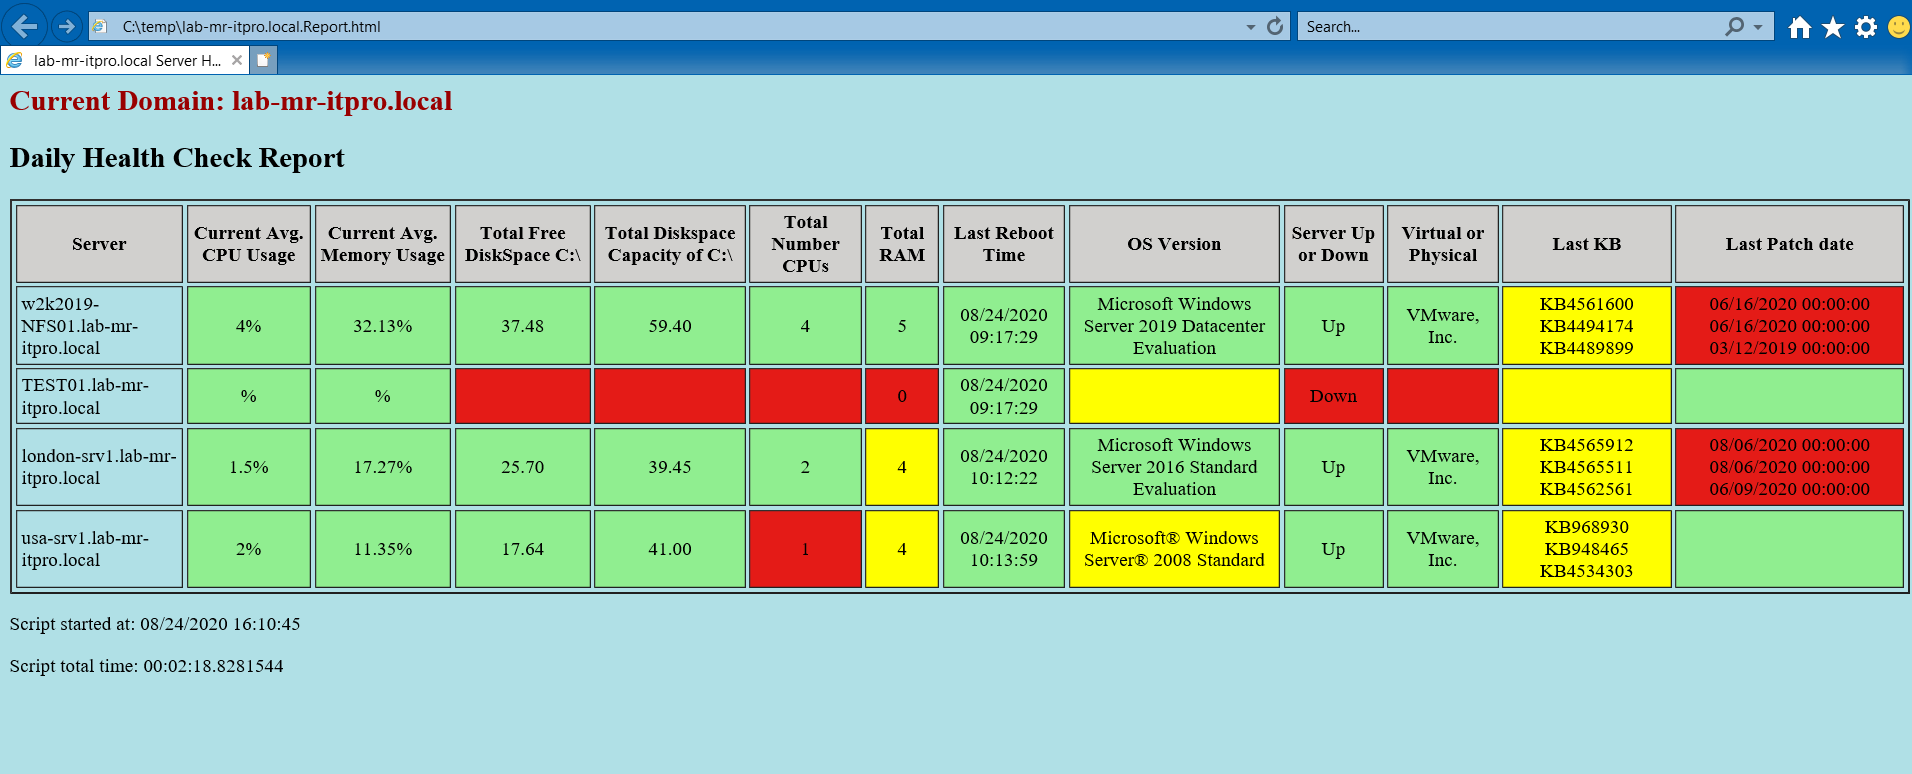 C:\temp\lab-mr-itpro.local.Report.html
Search...
lab-mr-itpro.local Server H...
Current Domain: lab-mr-itpro.local
Daily Health Check Report
Server
Current Avg.
CPU Usage
Current Avg.
Memory Usage
Total Free
DiskSpace C:\
Total Diskspace
Capacity of C:\
Total
Number
CPUs
Total
RAM
Last Reboot
Time
OS Version
Server Up
or Down
Virtual or
Physical
Last KB
Last Patch date
w2k2019-
NFS01.lab-mr-
itpro.local
4%
32.13%
37.48
59.40
4
5
08/24/2020
09:17:29
Microsoft Windows
Server 2019 Datacenter
Evaluation
Up
VMware,
Inc.
KB4561600
KB4494174
KB4489899
06/16/2020 00:00:00
06/16/2020 00:00:00
03/12/2019 00:00:00
TEST01.lab-mr-
itpro.local
%
%
0
08/24/2020
09:17:29
Down
london-srv1.lab-mr-
itpro.local
1.5%
17.27%
25.70
39.45
2
4
08/24/2020
10:12:22
Microsoft Windows
Server 2016 Standard
Evaluation
Up
VMware,
Inc.
KB4565912
KB4565511
KB4562561
08/06/2020 00:00:00
08/06/2020 00:00:00
06/09/2020 00:00:00
usa-srv1.lab-mr-
itpro.local
2%
11.35%
17.64
41.00
1
4
08/24/2020
10:13:59
Microsoft® Windows
Server® 2008 Standard
Up
VMware,
Inc.
KB968930
KB948465
KB4534303
Script started at: 08/24/2020 16:10:45
Script total time: 00:02:18.8281544